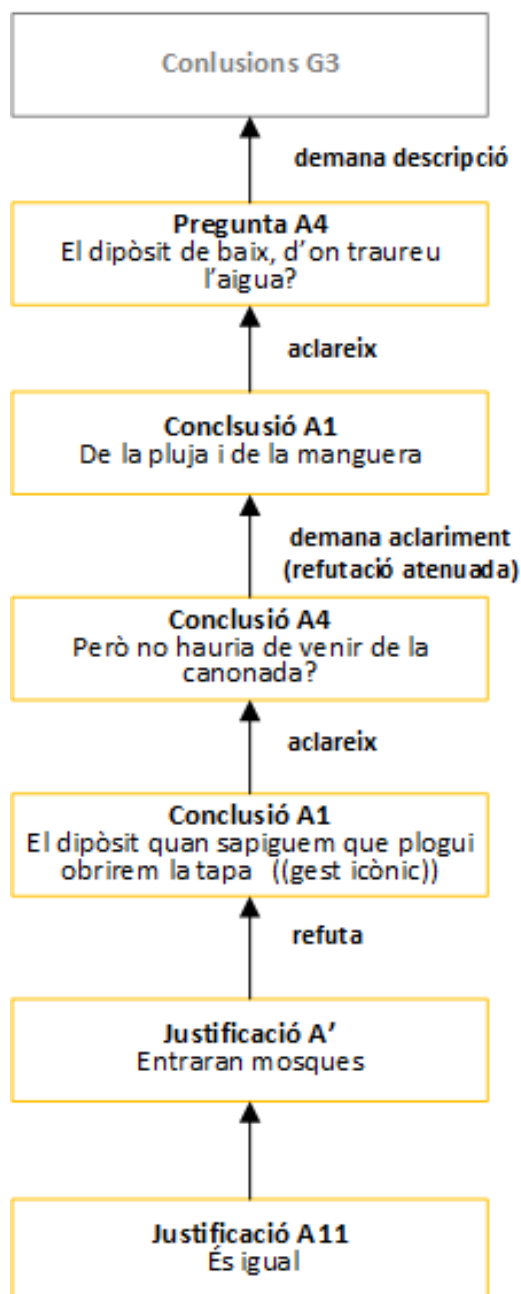 Conlusions G3
demana descripció
Pregunta A4
El dipòsit de baix, d'on traureu
l'aigua?
aclareix
Conclsusió A1
De la pluja i de la manguera
demana aclariment
(refutació atenuada)
Conclusió A4
Però no hauria de venir de la
canonada?
aclareix
Conclusió A1
El dipòsit quan sapiguem que plogui
obrirem la tapa ((gest icònic))
refuta
Justificació A'
Entraran mosques
Justificació A11
És igual